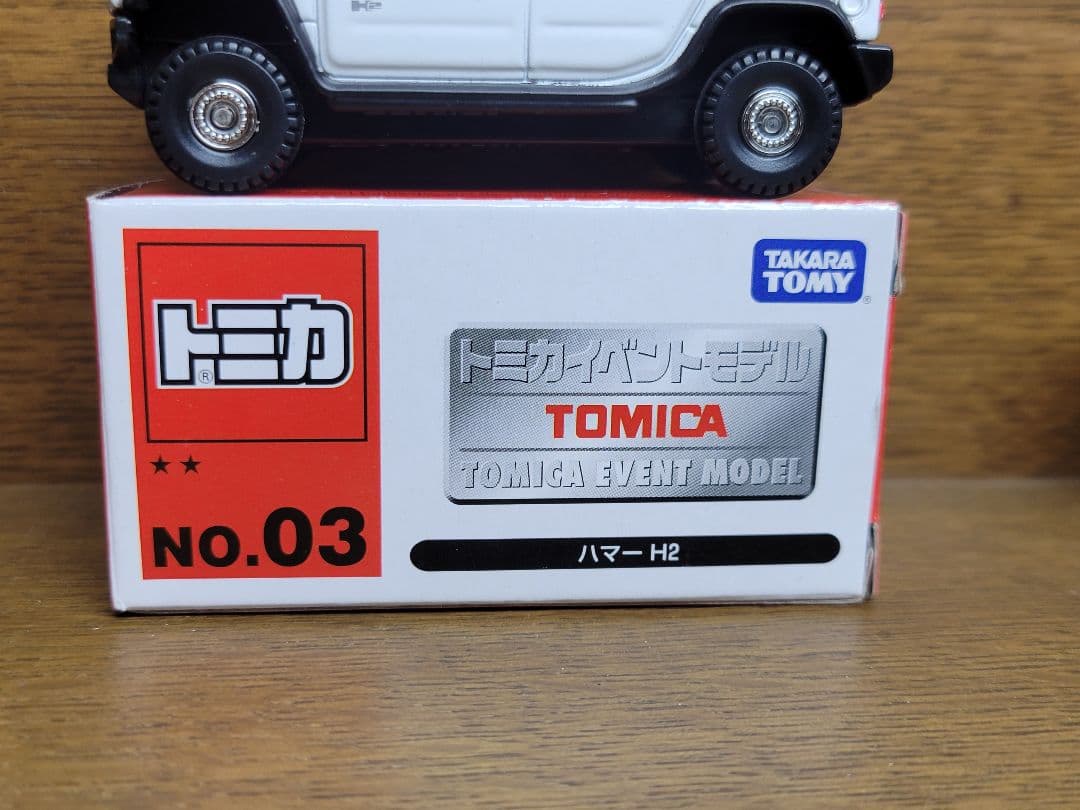 H2
トミカ
®
★★
NO.03
TAKARA
TOMY
®
トミカイベントモデル
TOMICA
TOMICA EVENT MODEL
ハマー H2